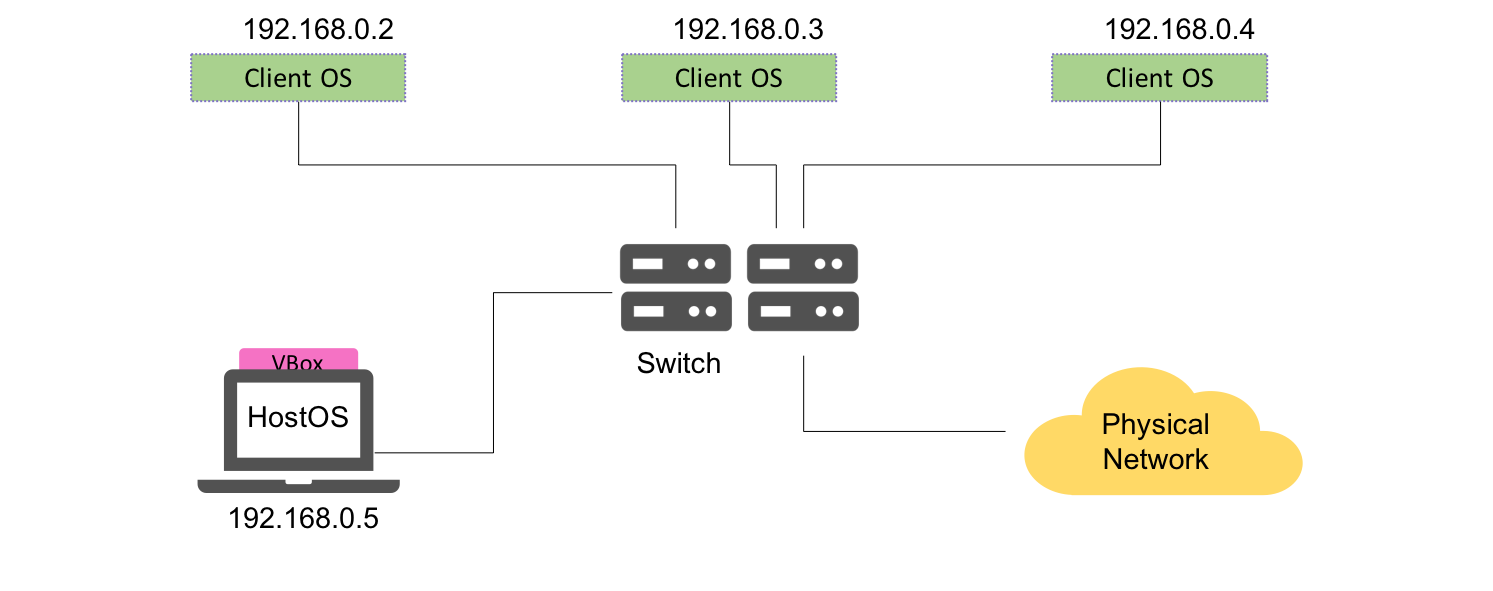 192.168.0.2
192.168.0.3
192.168.0.4
Client OS
Client OS
Client OS
Switch
VBox
HostOS
192.168.0.5
Physical
Network